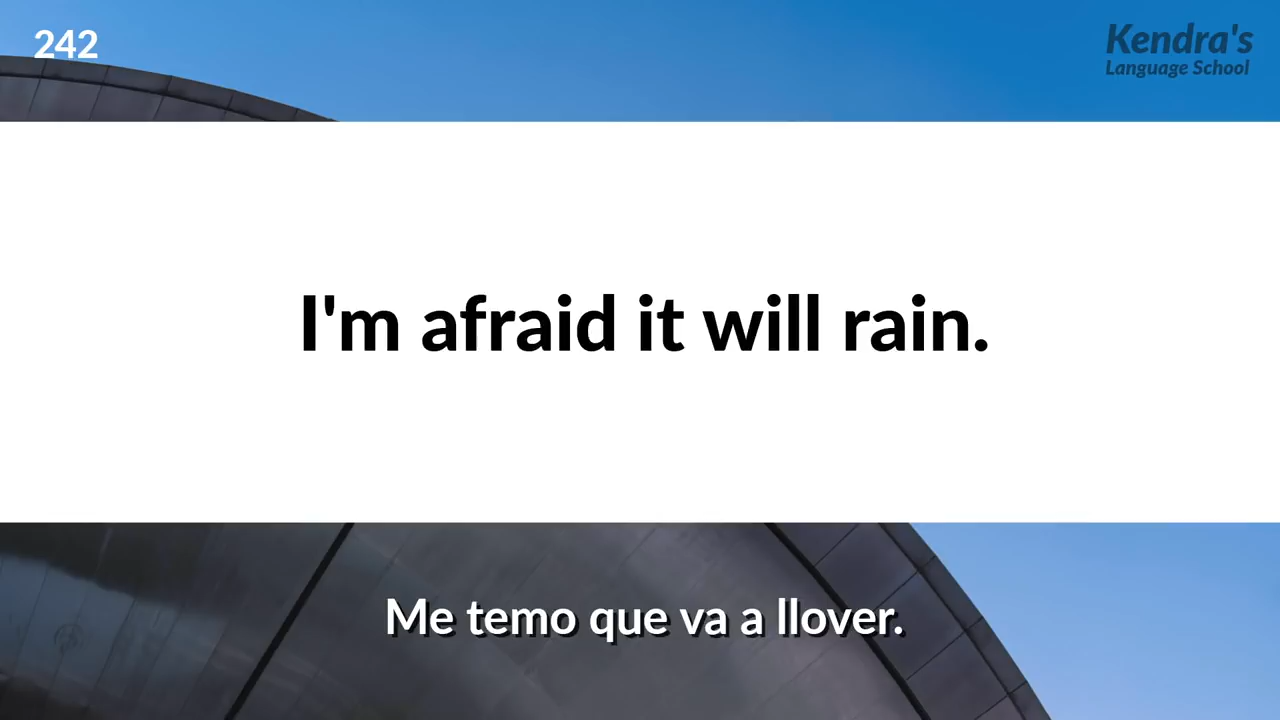 242
Kendra's
Language School
I'm afraid it will rain.
Me temo que va a llover.